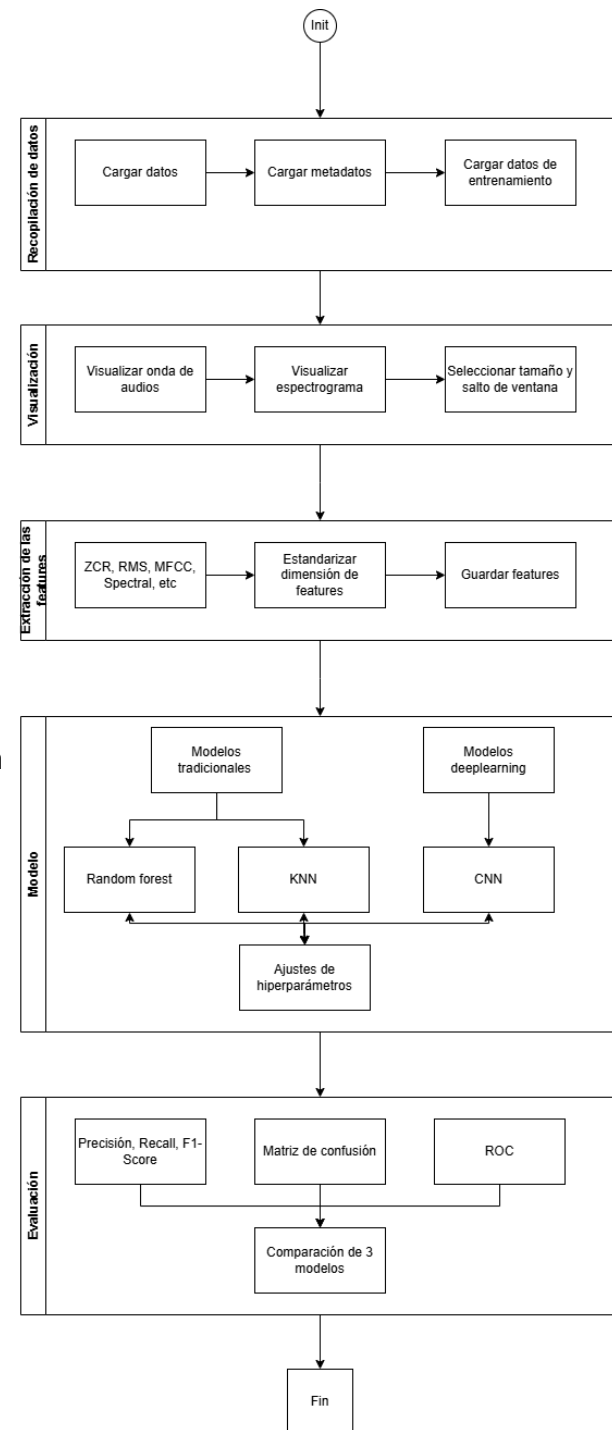 Init
Recopilación de datos
Cargar datos
Cargar metadatos
Cargar datos de
entrenamiento
Visualización
Visualizar onda de
audios
Visualizar
espectrograma
Seleccionar tamaño y
salto de ventana
Extracción de las
features
ZCR, RMS, MFCC,
Spectral, etc
Estandarizar
dimensión de
features
Guardar features
Modelo
Modelos
tradicionales
Modelos
deeplearning
Random forest
KNN
CNN
Ajustes de
hiperparámetros
Evaluación
Precisión, Recall, F1-
Score
Matriz de confusión
ROC
Comparación de 3
modelos
Fin